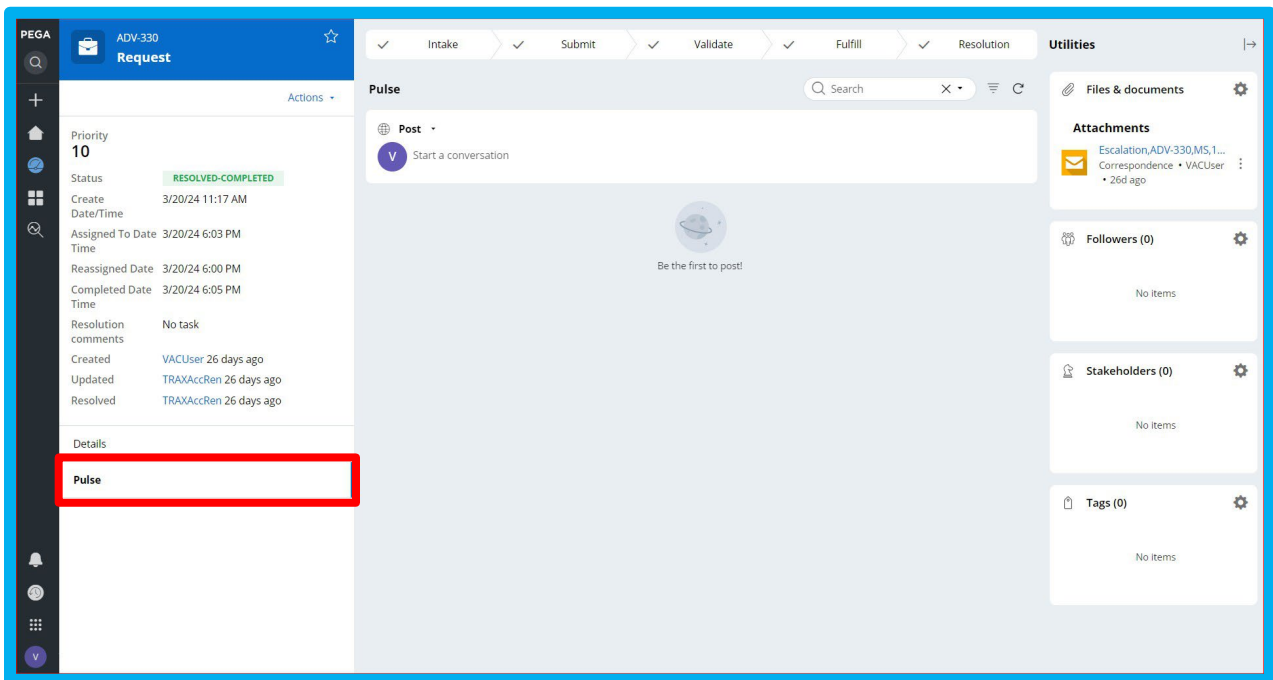 PEGA
ADV-330
Request
Actions
Priority
10
Status RESOLVED-COMPLETED
Create 3/20/24 11:17 AM
Date/Time
Assigned To Date 3/20/24 6:03 PM
Time
Reassigned Date 3/20/24 6:00 PM
Completed Date 3/20/24 6:05 PM
Time
Resolution No task
comments
Created VACUser 26 days ago
Updated TRAXAccRen 26 days ago
Resolved TRAXAccRen 26 days ago
Details
Pulse
V
Intake Submit Validate Fulfill Resolution
Pulse
Search
Post
V Start a conversation
Be the first to post!
Utilities
Files & documents
Attachments
Escalation,ADV-330,MS,1...
Correspondence • VACUser
• 26d ago
Followers (0)
No items
Stakeholders (0)
No items
Tags (0)
No items